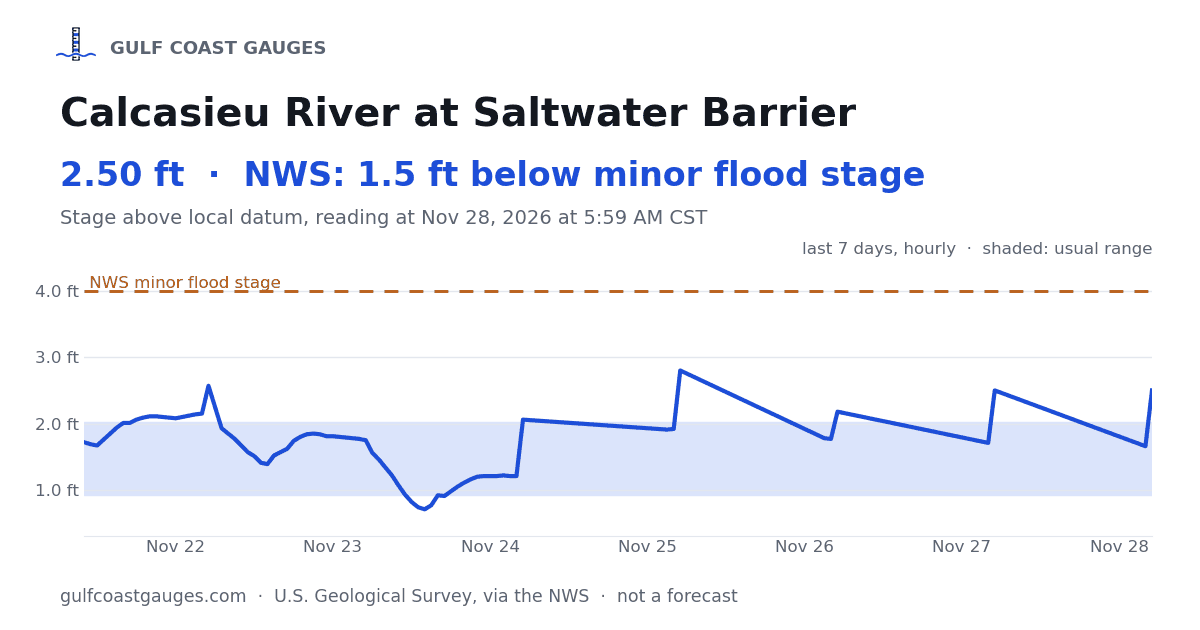 GULF COAST GAUGES
Calcasieu River at Saltwater Barrier
2.50 ft · NWS: 1.5 ft below minor flood stage
Stage above local datum, reading at Nov 28, 2026 at 5:59 AM CST
last 7 days, hourly · shaded: usual range
NWS minor flood stage
4.0 ft
3.0 ft
2.0 ft
1.0 ft
Nov 22 Nov 23 Nov 24 Nov 25 Nov 26 Nov 27 Nov 28
gulfcoastgauges.com · U.S. Geological Survey, via the NWS · not a forecast